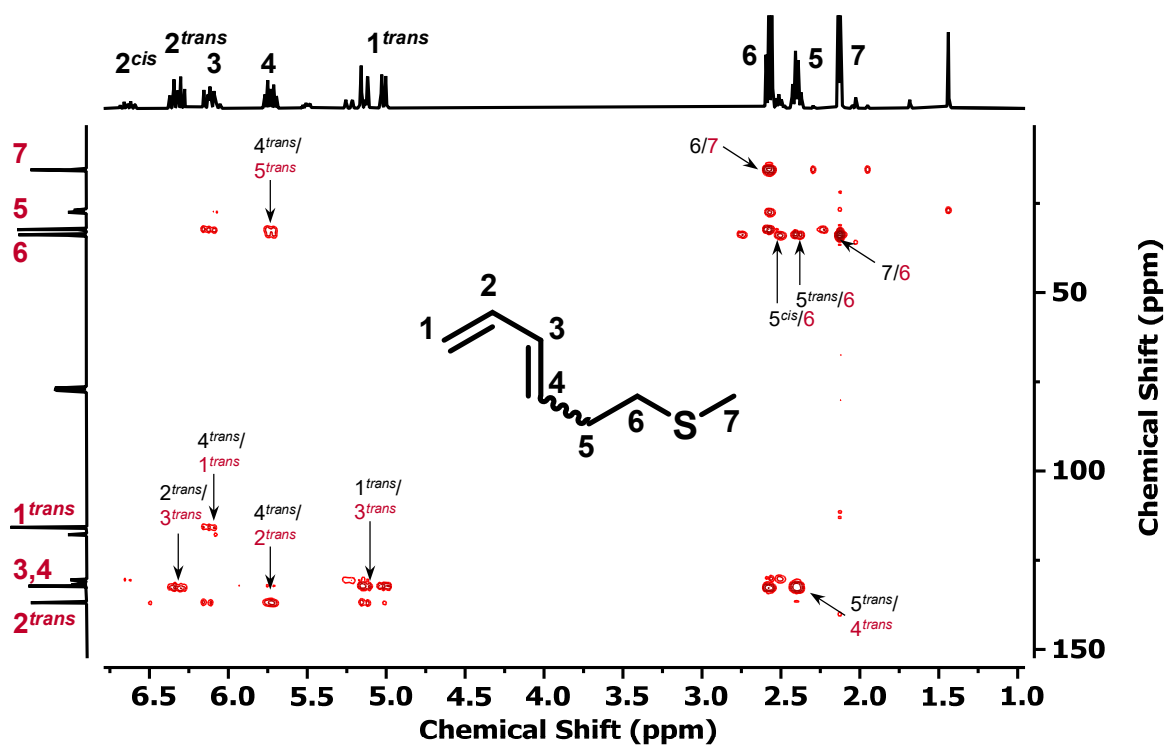 2cis
2trans
3
4
1trans
6
5
7
7
5
6
1trans
3,4
2trans
4trans/
5trans
6/7
7/6
5trans/6
5cis/6
1
2
3
4
5
6
S
7
4trans/
1trans
2trans/
3trans
4trans/
2trans
1trans/
3trans
5trans/
4trans
50
100
150
Chemical Shift (ppm)
6.5 6.0 5.5 5.0 4.5 4.0 3.5 3.0 2.5 2.0 1.5 1.0
Chemical Shift (ppm)